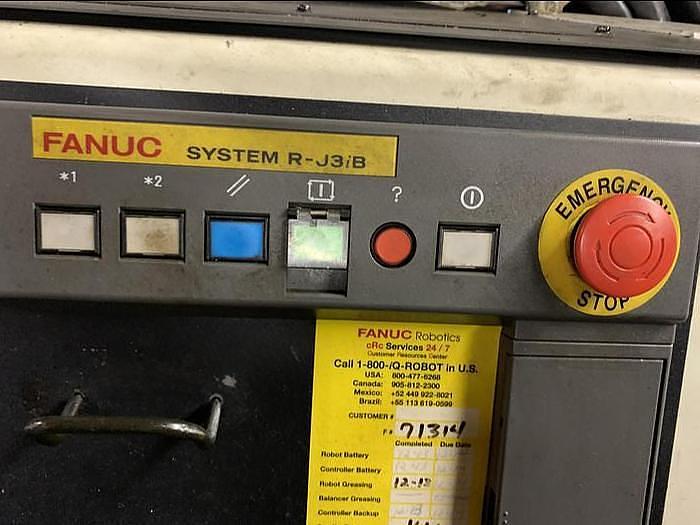 FANUC SYSTEM R-J3iB
*1 *2 ?
EMERGENCY
STOP
FANUC Robotics
cRc Services 24 / 7
Customer Resources Center
Call 1-800-iQ-ROBOT in U.S.
USA: 800-477-6268
Canada: 905-812-2300
Mexico: +52 449 922-8021
Brazil: +55 113 619-0599
CUSTOMER #
F# 71314
Completed Due Date
Robot Battery
Controller Battery
Robot Greasing 12-13
Balancer Greasing
Controller Backup